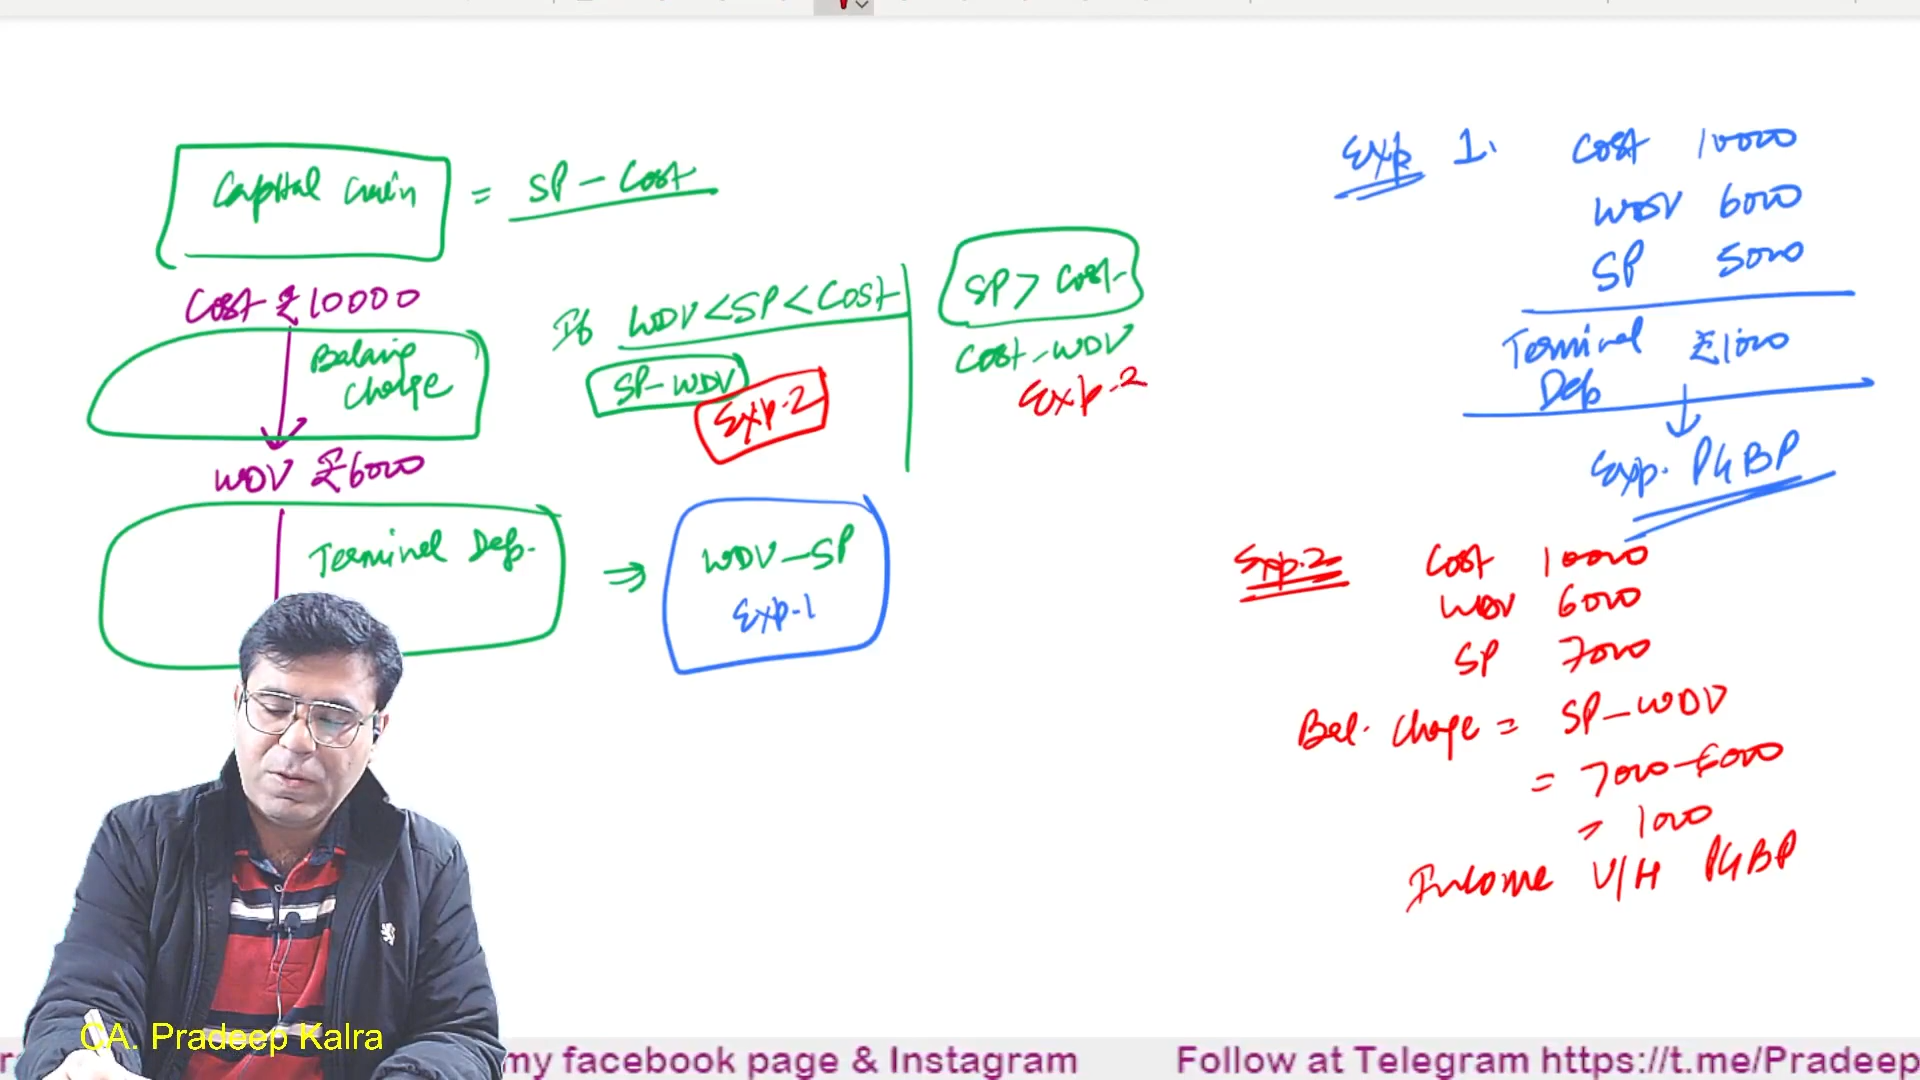 Capital Gain = SP - Cost
Cost ₹10000
Balancing
Charge
If WDV < SP < Cost
SP - WDV
Exp-2
SP > Cost
Cost - WDV
Exp-2
WDV ₹6000
Terminal Dep. ⇒ WDV - SP
Exp-1
Exp 1. Cost 10000
WDV 6000
SP 5000
Terminal ₹1000
Dep
Exp. PGBP
Exp.2 Cost 10000
WDV 6000
SP 7000
Bal. Charge = SP - WDV
= 7000 - 6000
= 1000
Income U/H PGBP
CA. Pradeep Kalra
my facebook page & Instagram Follow at Telegram https://t.me/Pradeep